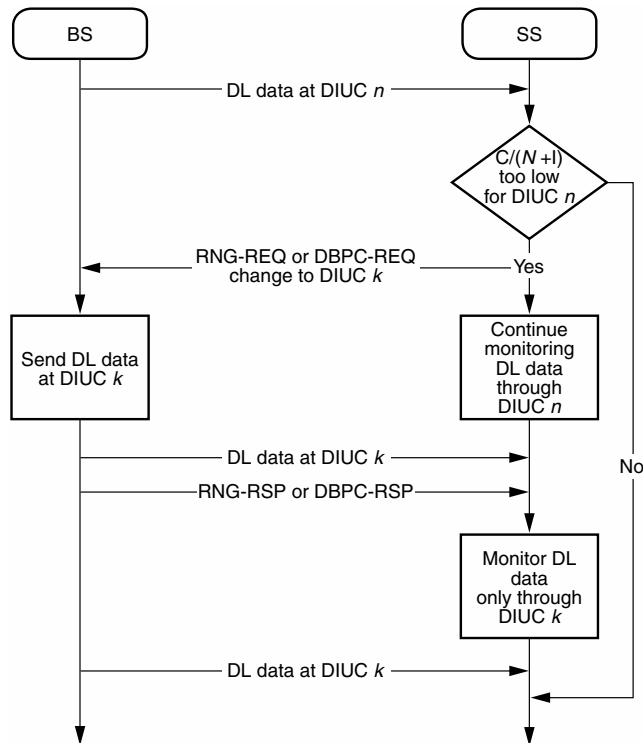 BS
SS
DL data at DIUC n
C/(N +I)
too low
for DIUC n
RNG-REQ or DBPC-REQ
change to DIUC k
Yes
Send DL data
at DIUC k
Continue
monitoring
DL data
through
DIUC n
DL data at DIUC k
No
RNG-RSP or DBPC-RSP
Monitor DL
data
only through
DIUC k
DL data at DIUC k